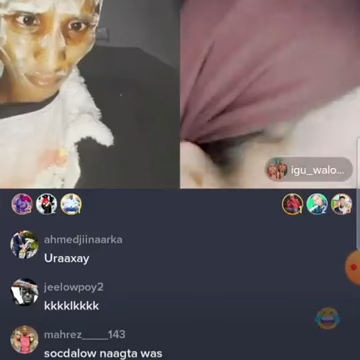 igu_walo...
ahmedjiinaarka
Uraaxay
jeelowpoy2
kkkklkkkk
mahrez____143
socdalow naagta was